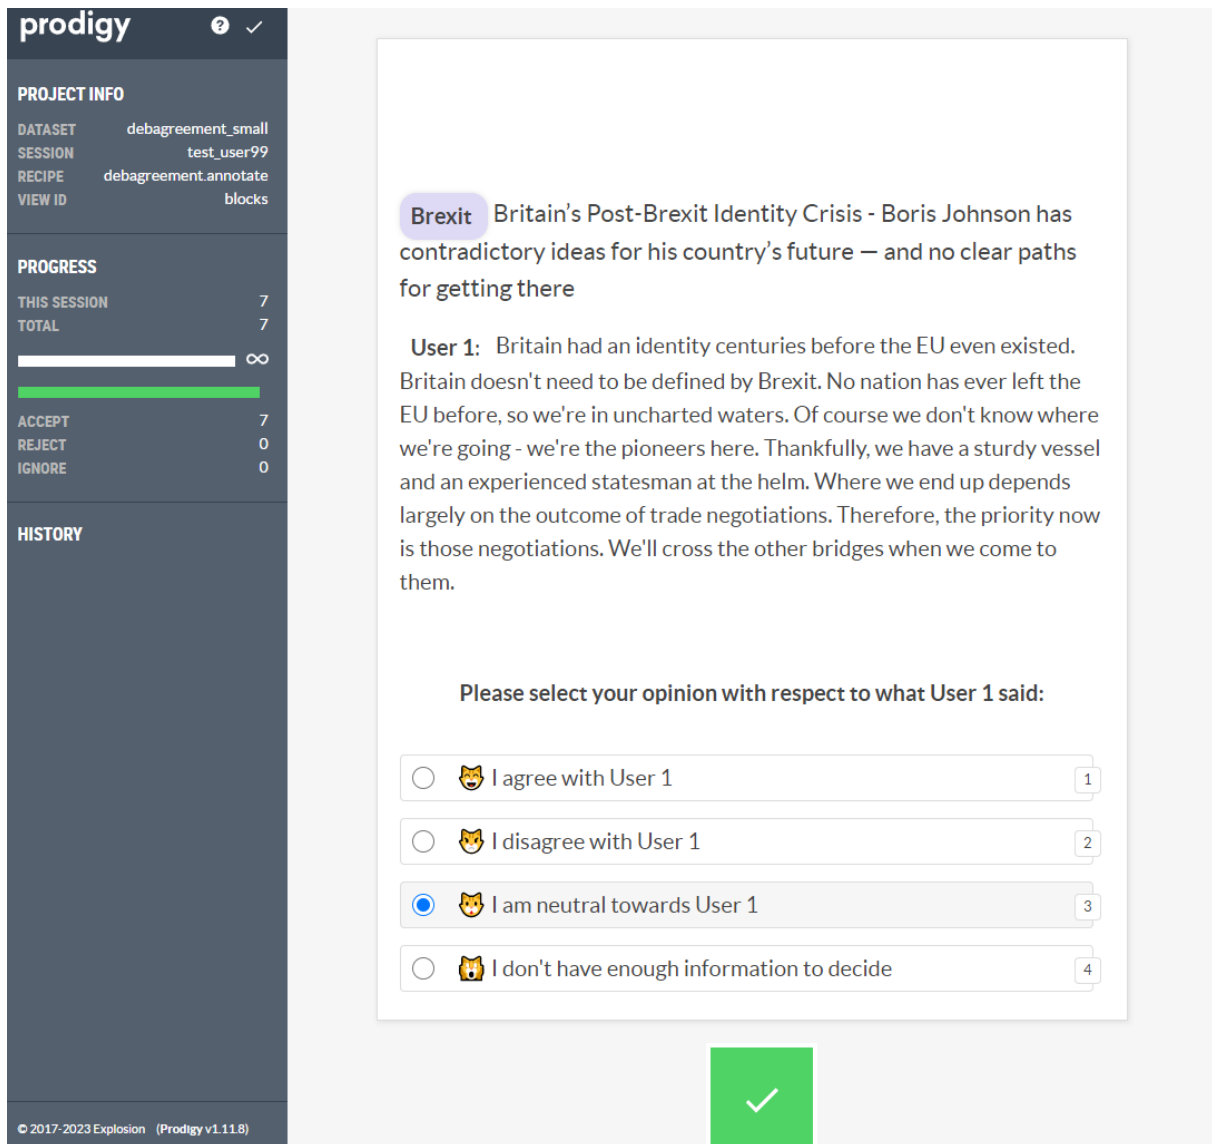 prodigy
PROJECT INFO
DATASET debagreement_small
SESSION test_user99
RECIPE debagreement.annotate
VIEW ID blocks
PROGRESS
THIS SESSION 7
TOTAL 7
∞
ACCEPT 7
REJECT 0
IGNORE 0
HISTORY
© 2017-2023 Explosion (Prodigy v1.11.8)
Brexit Britain’s Post-Brexit Identity Crisis - Boris Johnson has
contradictory ideas for his country’s future — and no clear paths
for getting there
User 1: Britain had an identity centuries before the EU even existed.
Britain doesn't need to be defined by Brexit. No nation has ever left the
EU before, so we're in uncharted waters. Of course we don't know where
we're going - we're the pioneers here. Thankfully, we have a sturdy vessel
and an experienced statesman at the helm. Where we end up depends
largely on the outcome of trade negotiations. Therefore, the priority now
is those negotiations. We'll cross the other bridges when we come to
them.
Please select your opinion with respect to what User 1 said:
I agree with User 1 1
I disagree with User 1 2
I am neutral towards User 1 3
I don't have enough information to decide 4